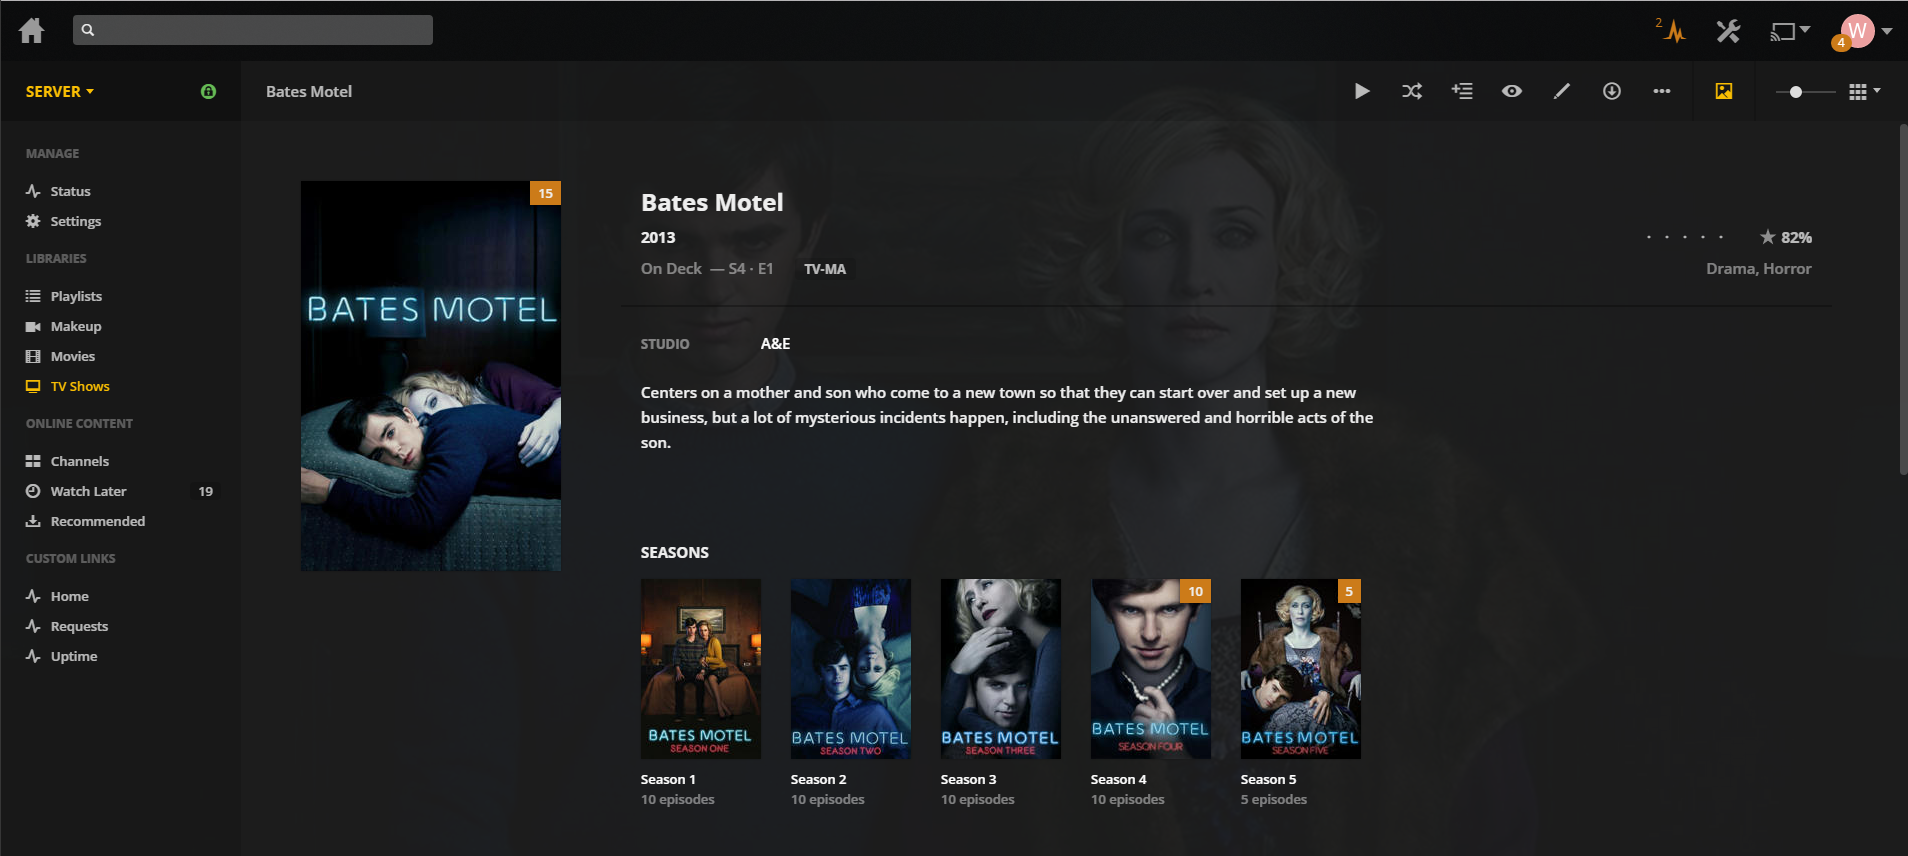 2
W
4
SERVER
Bates Motel
MANAGE
Status
Settings
LIBRARIES
Playlists
Makeup
Movies
TV Shows
ONLINE CONTENT
Channels
Watch Later 19
Recommended
CUSTOM LINKS
Home
Requests
Uptime
15
BATES MOTEL
Bates Motel
2013
82%
On Deck — S4 · E1 TV-MA
Drama, Horror
STUDIO A&E
Centers on a mother and son who come to a new town so that they can start over and set up a new
business, but a lot of mysterious incidents happen, including the unanswered and horrible acts of the
son.
SEASONS
BATES MOTEL
SEASON ONE
Season 1
10 episodes
BATES MOTEL
SEASON TWO
Season 2
10 episodes
BATES MOTEL
SEASON THREE
Season 3
10 episodes
10
BATES MOTEL
SEASON FOUR
Season 4
10 episodes
5
BATES MOTEL
SEASON FIVE
Season 5
5 episodes